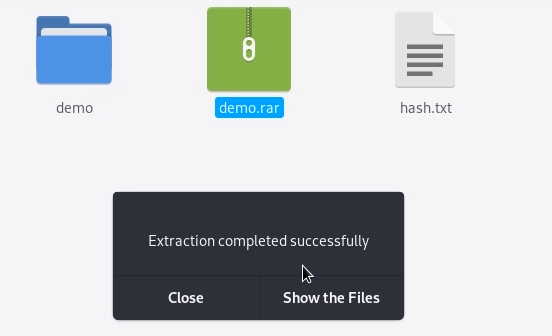 demo
demo.rar
hash.txt
Extraction completed successfully
Close
Show the Files